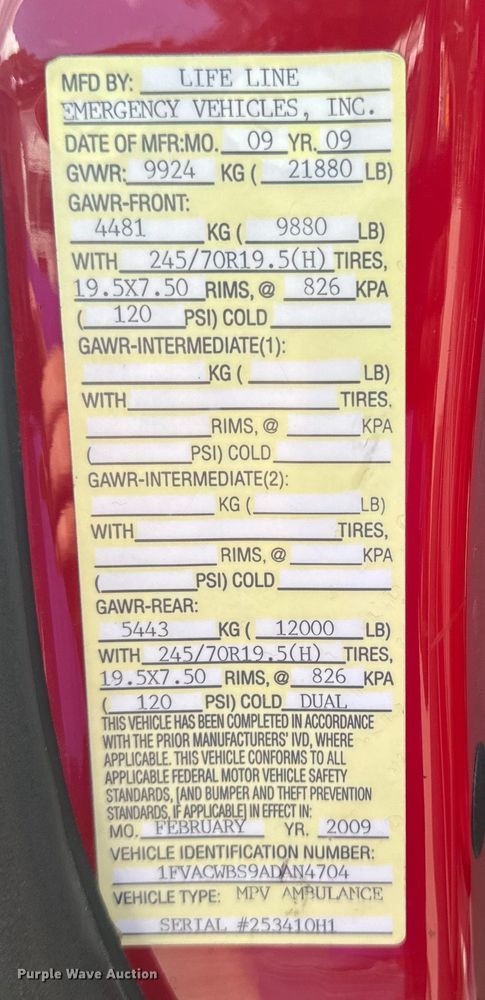 MFD BY: LIFE LINE
EMERGENCY VEHICLES, INC.
DATE OF MFR:MO. 09 YR. 09
GVWR: 9924 KG ( 21880 LB)
GAWR-FRONT:
4481 KG ( 9880 LB)
WITH 245/70R19.5(H) TIRES,
19.5X7.50 RIMS, @ 826 KPA
( 120 PSI) COLD
GAWR-INTERMEDIATE(1):
KG ( LB)
WITH TIRES,
RIMS, @ KPA
( PSI) COLD
GAWR-INTERMEDIATE(2):
KG ( LB)
WITH TIRES,
RIMS, @ KPA
( PSI) COLD
GAWR-REAR:
5443 KG ( 12000 LB)
WITH 245/70R19.5(H) TIRES,
19.5X7.50 RIMS, @ 826 KPA
( 120 PSI) COLD DUAL
THIS VEHICLE HAS BEEN COMPLETED IN ACCORDANCE
WITH THE PRIOR MANUFACTURERS' IVD, WHERE
APPLICABLE. THIS VEHICLE CONFORMS TO ALL
APPLICABLE FEDERAL MOTOR VEHICLE SAFETY
STANDARDS, [AND BUMPER AND THEFT PREVENTION
STANDARDS, IF APPLICABLE] IN EFFECT IN:
MO. FEBRUARY YR. 2009
VEHICLE IDENTIFICATION NUMBER:
1FVACWBS9ADAN4704
VEHICLE TYPE: MPV AMBULANCE
SERIAL #253410H1
Purple Wave Auction